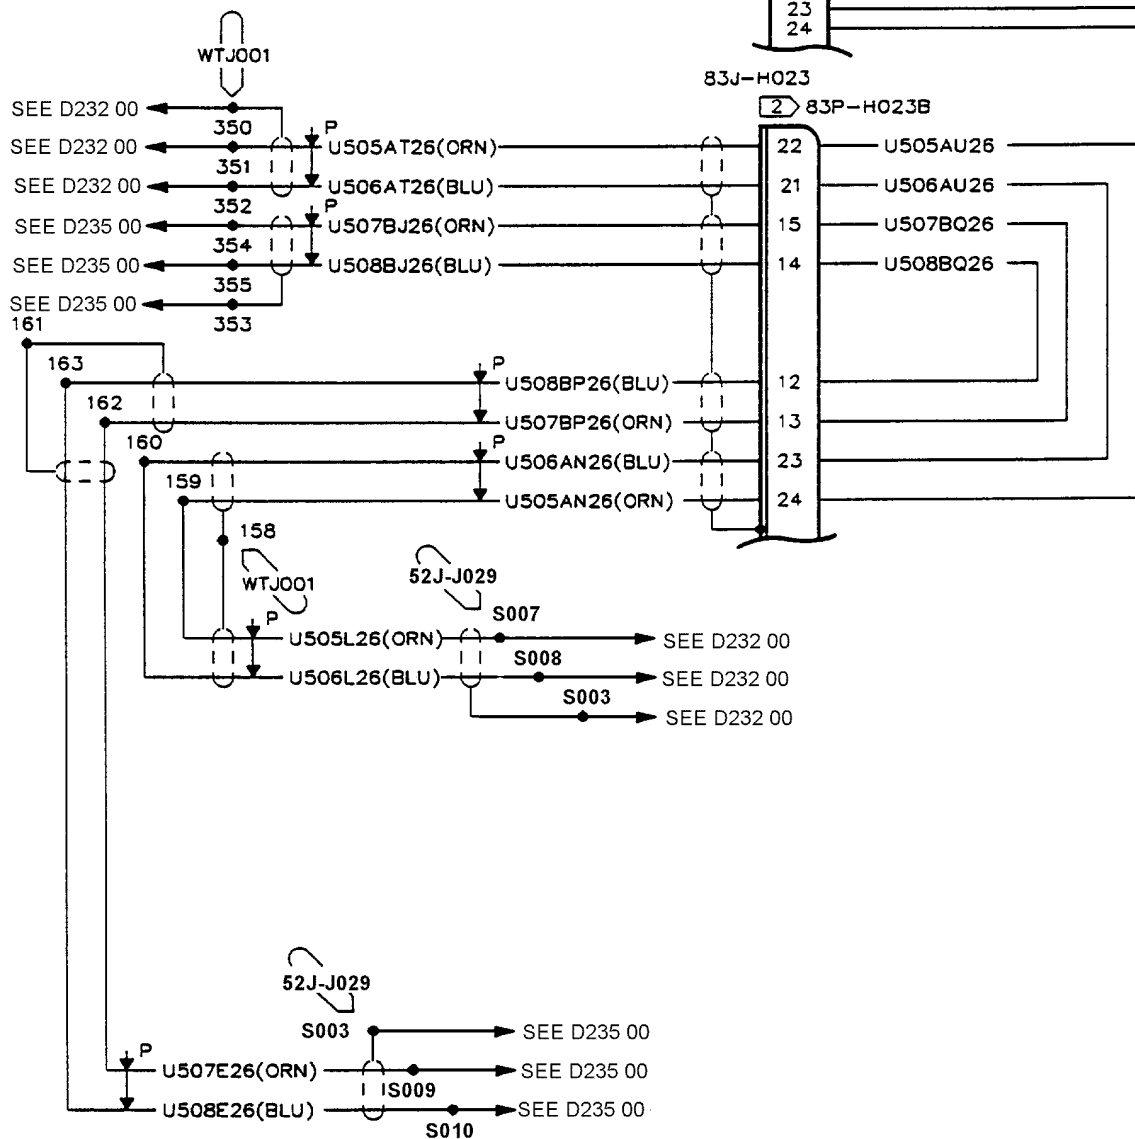 23
24
WTJ001
83J-H023
2 83P-H023B
SEE D232 00
350 P
SEE D232 00 U505AT26(ORN) 22 U505AU26
351
SEE D232 00 U506AT26(BLU) 21 U506AU26
352 P
SEE D235 00 U507BJ26(ORN) 15 U507BQ26
354
SEE D235 00 U508BJ26(BLU) 14 U508BQ26
355
SEE D235 00
161 353
163 P
U508BP26(BLU) 12
162
U507BP26(ORN) 13
160 P
U506AN26(BLU) 23
159
U505AN26(ORN) 24
158
WTJ001
52J-J029
P S007
U505L26(ORN) SEE D232 00
S008
U506L26(BLU) SEE D232 00
S003
SEE D232 00
52J-J029
S003 SEE D235 00
P
U507E26(ORN) SEE D235 00
S009
U508E26(BLU) SEE D235 00
S010